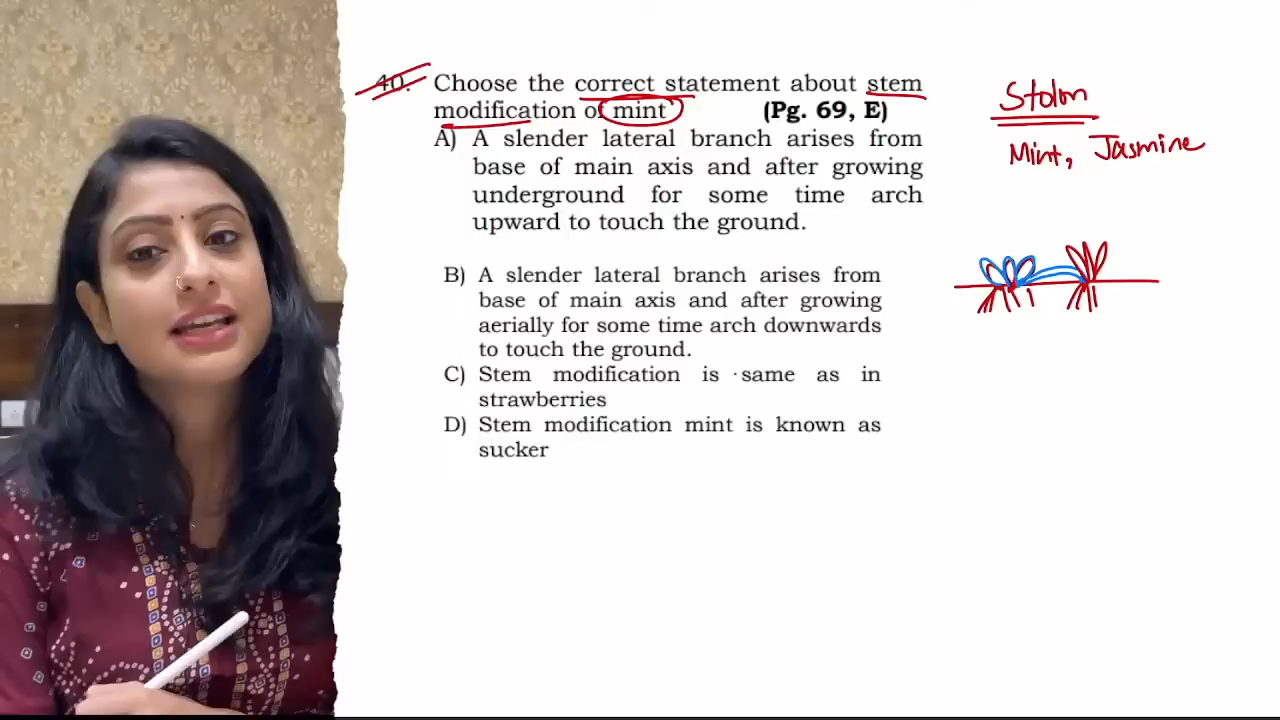 40. Choose the correct statement about stem
modification of mint (Pg. 69, E)
A) A slender lateral branch arises from
base of main axis and after growing
underground for some time arch
upward to touch the ground.
B) A slender lateral branch arises from
base of main axis and after growing
aerially for some time arch downwards
to touch the ground.
C) Stem modification is same as in
strawberries
D) Stem modification mint is known as
sucker
Stolon
Mint, Jasmine